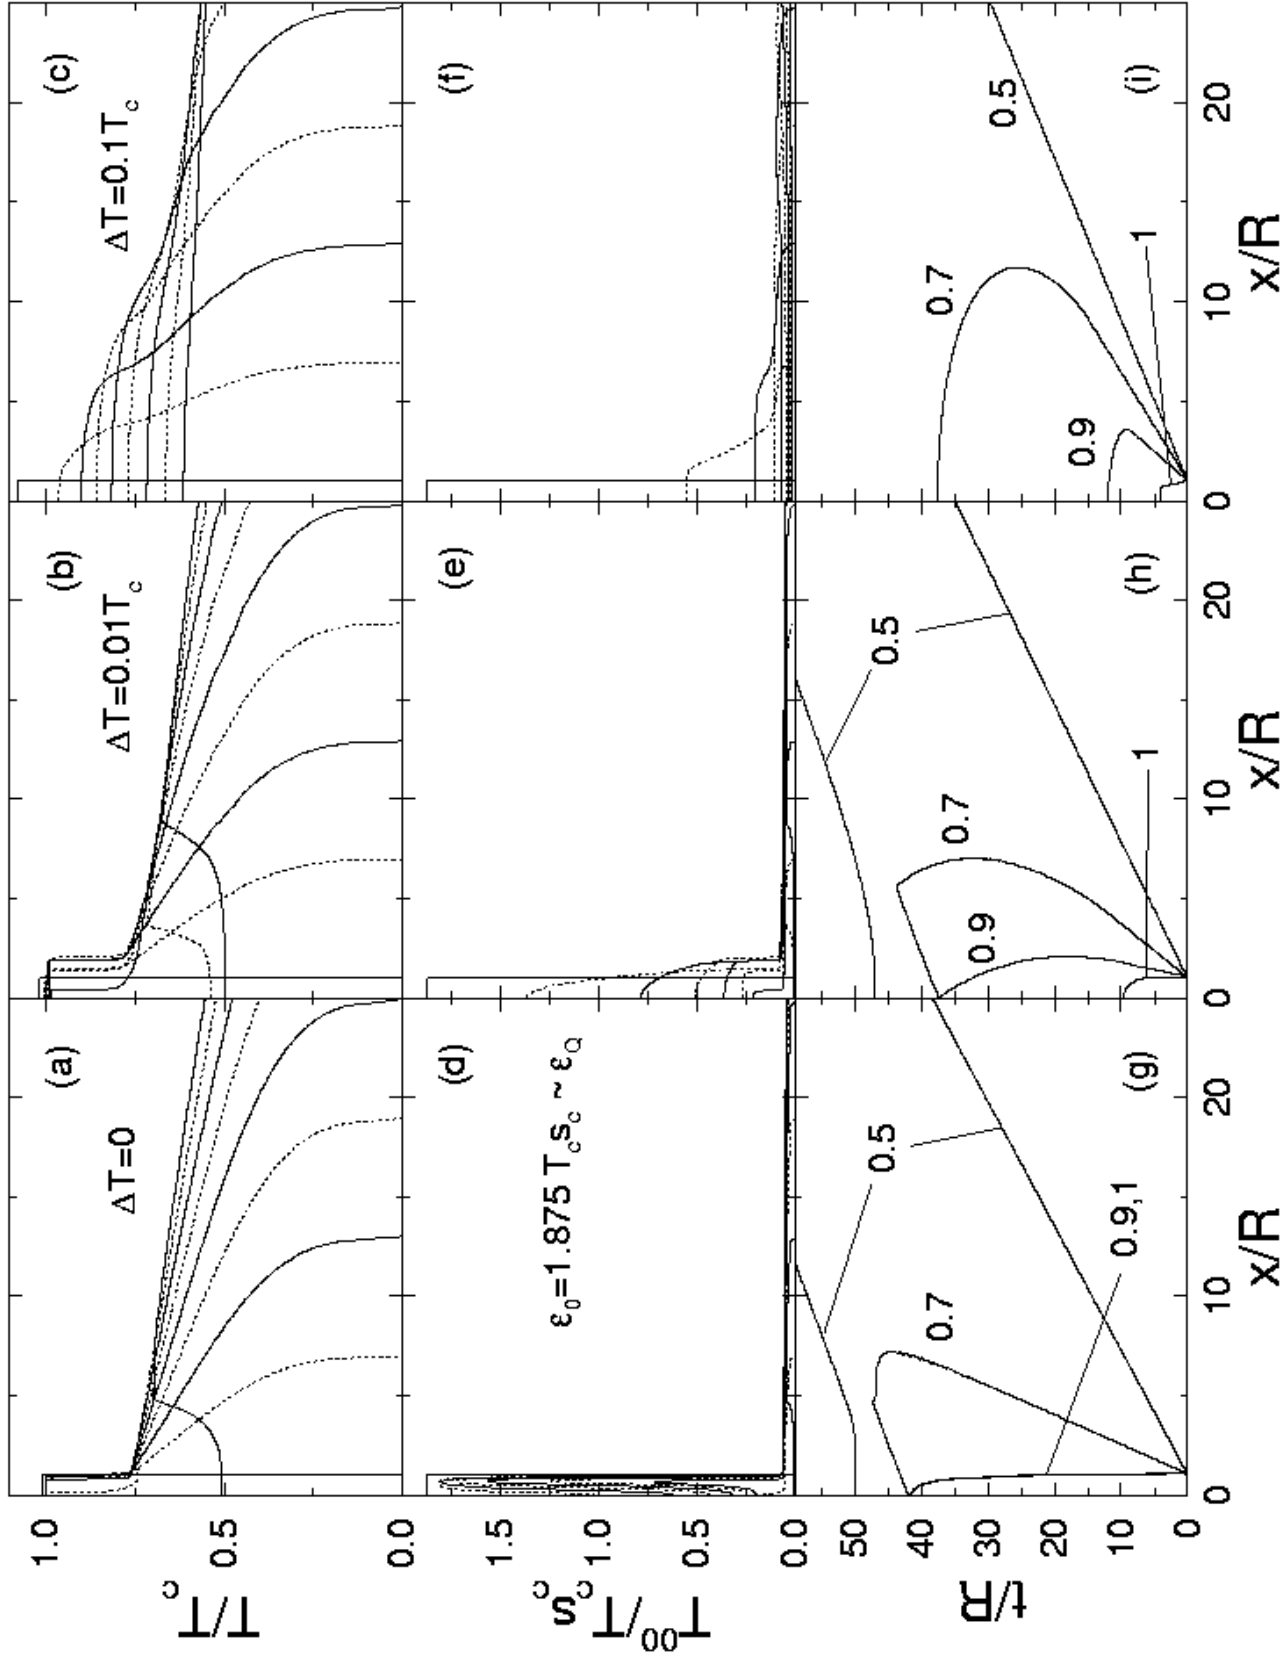 T/T_c
1.0
0.5
0.0
(a)
ΔT=0
(b)
ΔT=0.01T_c
(c)
ΔT=0.1T_c
T^00/T_c s_c
1.5
1.0
0.5
0.0
(d)
ε_0=1.875 T_c s_c ~ ε_Q
(e)
(f)
t/R
50
40
30
20
10
0
(g)
0.5
0.7
0.9,1
(h)
0.5
0.7
0.9
1
(i)
0.5
0.7
0.9
1
0 10 20 0 10 20 0 10 20
x/R x/R x/R